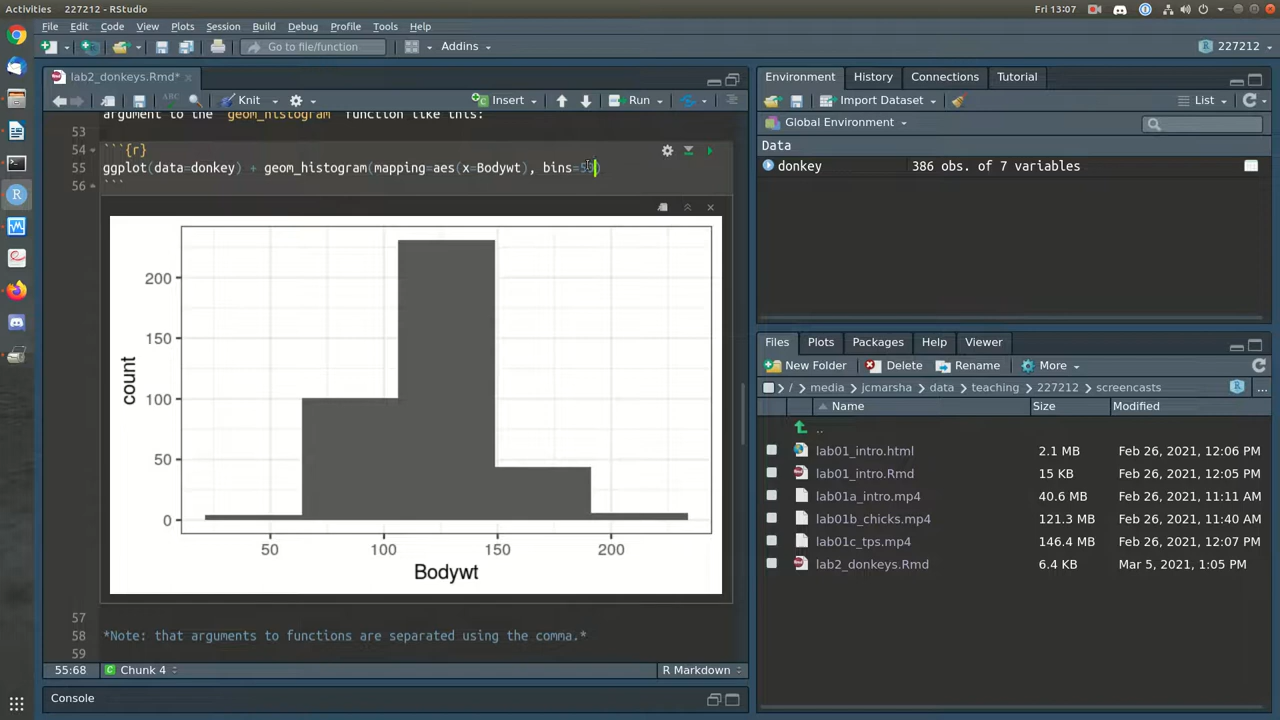 Activities
227212 - RStudio
Fri 13:07
File Edit Code View Plots Session Build Debug Profile Tools Help
Go to file/function
Addins
227212
lab2_donkeys.Rmd*
ABC
Knit
Insert
Run
argument to the `geom_histogram` function like this:
53
54 ```{r}
55 ggplot(data=donkey) + geom_histogram(mapping=aes(x=Bodywt), bins=50)
56 ```
200
150
100
50
0
count
50 100 150 200
Bodywt
57
58 *Note: that arguments to functions are separated using the comma.*
59
55:68 Chunk 4 R Markdown
Console
Environment History Connections Tutorial
Import Dataset List
Global Environment
Data
donkey 386 obs. of 7 variables
Files Plots Packages Help Viewer
New Folder Delete Rename More
/ media jcmarsha data teaching 227212 screencasts ...
Name Size Modified
..
lab01_intro.html 2.1 MB Feb 26, 2021, 12:06 PM
lab01_intro.Rmd 15 KB Feb 26, 2021, 12:05 PM
lab01a_intro.mp4 40.6 MB Feb 26, 2021, 11:11 AM
lab01b_chicks.mp4 121.3 MB Feb 26, 2021, 11:40 AM
lab01c_tps.mp4 146.4 MB Feb 26, 2021, 12:07 PM
lab2_donkeys.Rmd 6.4 KB Mar 5, 2021, 1:05 PM